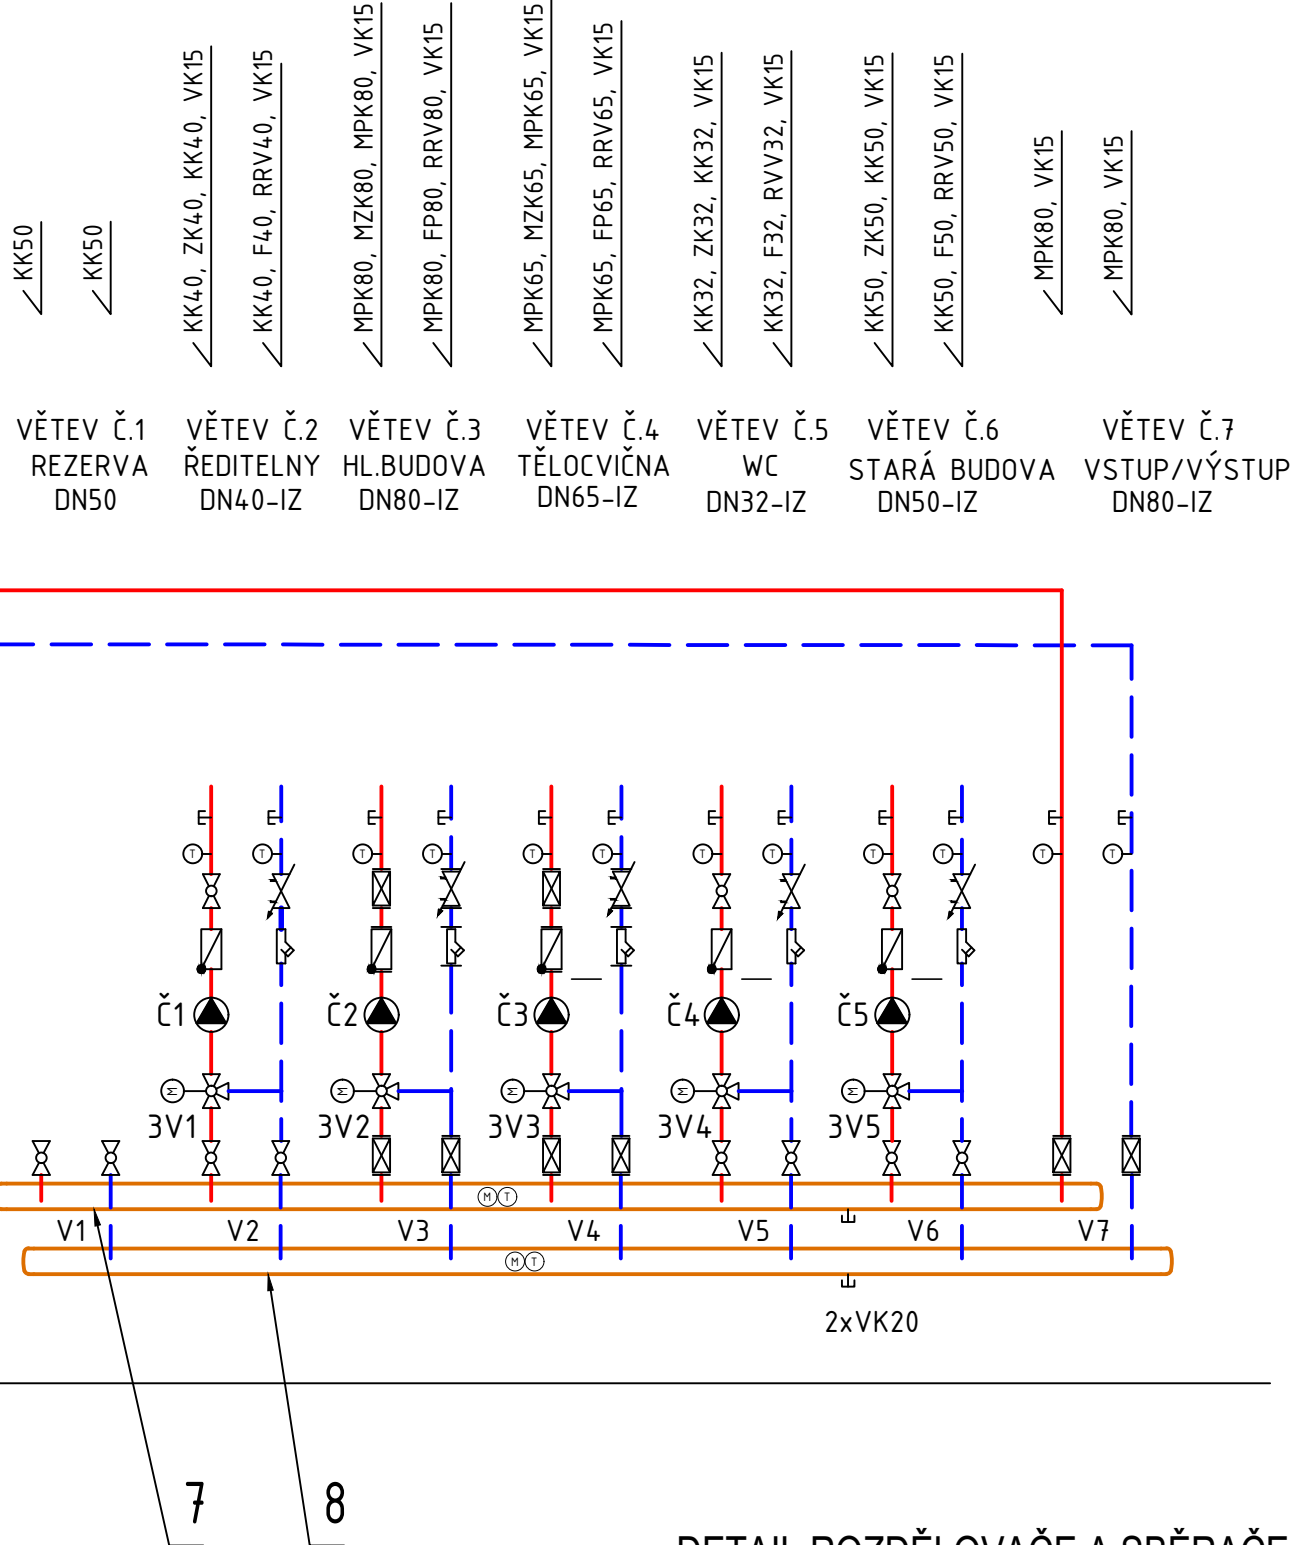 KK50
KK50
KK40, ZK40, KK40, VK15
KK40, F40, RRV40, VK15
MPK80, MZK80, MPK80, VK15
MPK80, FP80, RRV80, VK15
MPK65, MZK65, MPK65, VK15
MPK65, FP65, RRV65, VK15
KK32, ZK32, KK32, VK15
KK32, F32, RVV32, VK15
KK50, ZK50, KK50, VK15
KK50, F50, RRV50, VK15
MPK80, VK15
MPK80, VK15
VĚTEV Č.1
REZERVA
DN50
VĚTEV Č.2
ŘEDITELNY
DN40-IZ
VĚTEV Č.3
HL.BUDOVA
DN80-IZ
VĚTEV Č.4
TĚLOCVIČNA
DN65-IZ
VĚTEV Č.5
WC
DN32-IZ
VĚTEV Č.6
STARÁ BUDOVA
DN50-IZ
VĚTEV Č.7
VSTUP/VÝSTUP
DN80-IZ
T T T T T T T T T T T T
Č1 Č2 Č3 Č4 Č5
M M M M M
3V1 3V2 3V3 3V4 3V5
M T
V1 V2 V3 V4 V5 V6 V7
M T
2xVK20
7 8
DETAIL ROZDĚLOVAČE A SBĚRAČE